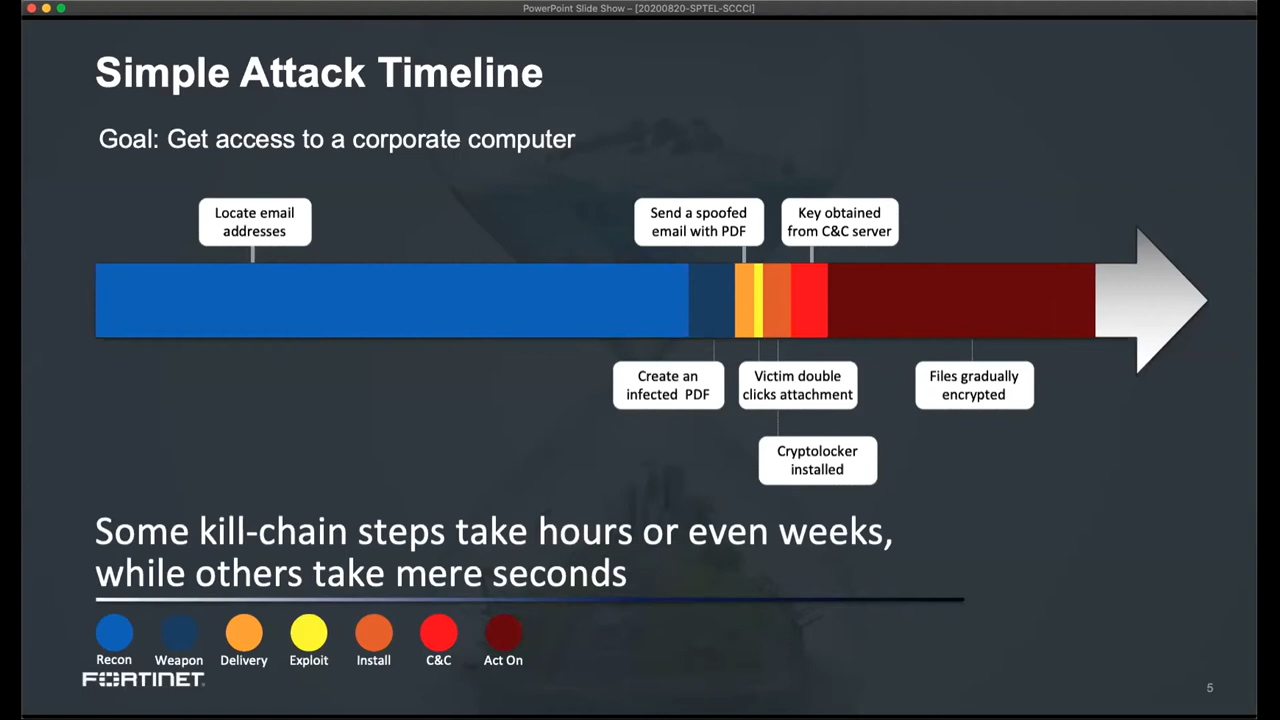 PowerPoint Slide Show – [20200820-SPTEL-SCCCI]
Simple Attack Timeline
Goal: Get access to a corporate computer
Locate email
addresses
Send a spoofed
email with PDF
Key obtained
from C&C server
Create an
infected PDF
Victim double
clicks attachment
Files gradually
encrypted
Cryptolocker
installed
Some kill-chain steps take hours or even weeks,
while others take mere seconds
Recon
Weapon
Delivery
Exploit
Install
C&C
Act On
FORTINET
5